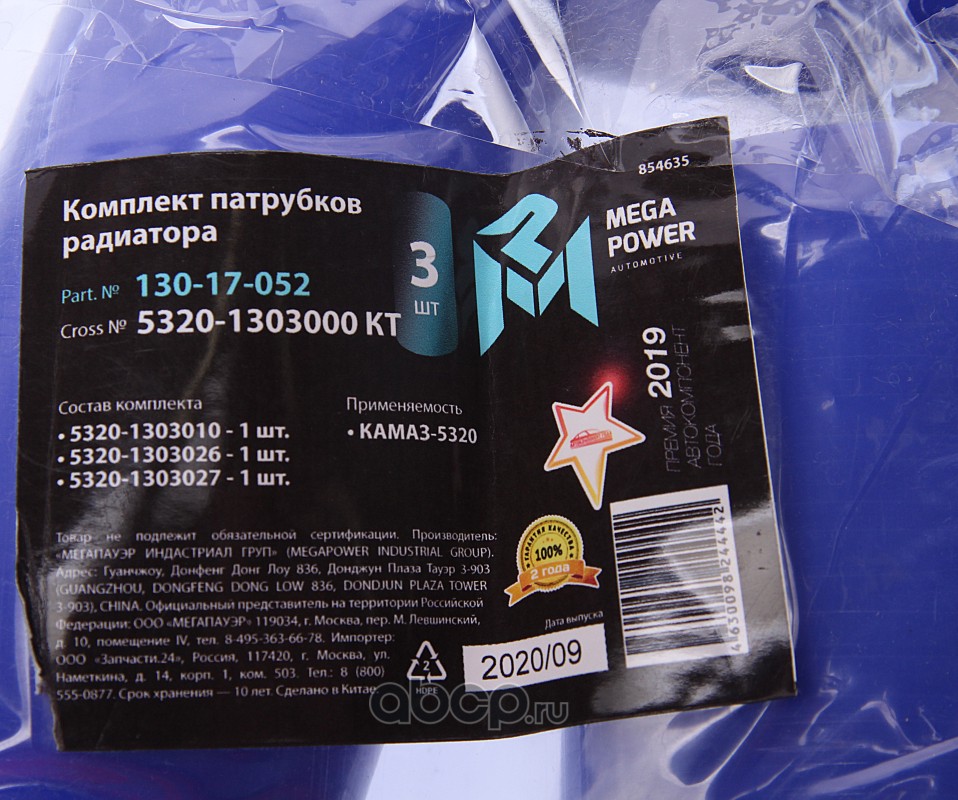 854635
Комплект патрубков
радиатора
Part. № 130-17-052
Cross № 5320-1303000 КТ
3
шт
MEGA
POWER
AUTOMOTIVE
ПРЕМИЯ 2019
АВТОКОМПОНЕНТ
ГОДА
Состав комплекта
• 5320-1303010 - 1 шт.
• 5320-1303026 - 1 шт.
• 5320-1303027 - 1 шт.
Применяемость
• КАМАЗ-5320
Товар не подлежит обязательной сертификации. Производитель:
«МЕГАПАУЭР ИНДАСТРИАЛ ГРУП» (MEGAPOWER INDUSTRIAL GROUP).
Адрес: Гуанчжоу, Донфенг Донг Лоу 836, Донджун Плаза Тауэр 3-903
(GUANGZHOU, DONGFENG DONG LOW 836, DONDJUN PLAZA TOWER
3-903), CHINA. Официальный представитель на территории Российской
Федерации: ООО «МЕГАПАУЭР» 119034, г. Москва, пер. М. Левшинский,
д. 10, помещение IV, тел. 8-495-363-66-78. Импортер:
ООО «Запчасти.24», Россия, 117420, г. Москва, ул.
Наметкина, д. 14, корп. 1, ком. 503. Тел.: 8 (800)
555-0877. Срок хранения — 10 лет. Сделано в Китае.
2
HDPE
ГАРАНТИЯ КАЧЕСТВА
100%
2 года
Дата выпуска
2020/09
4630098244442
abcp.ru